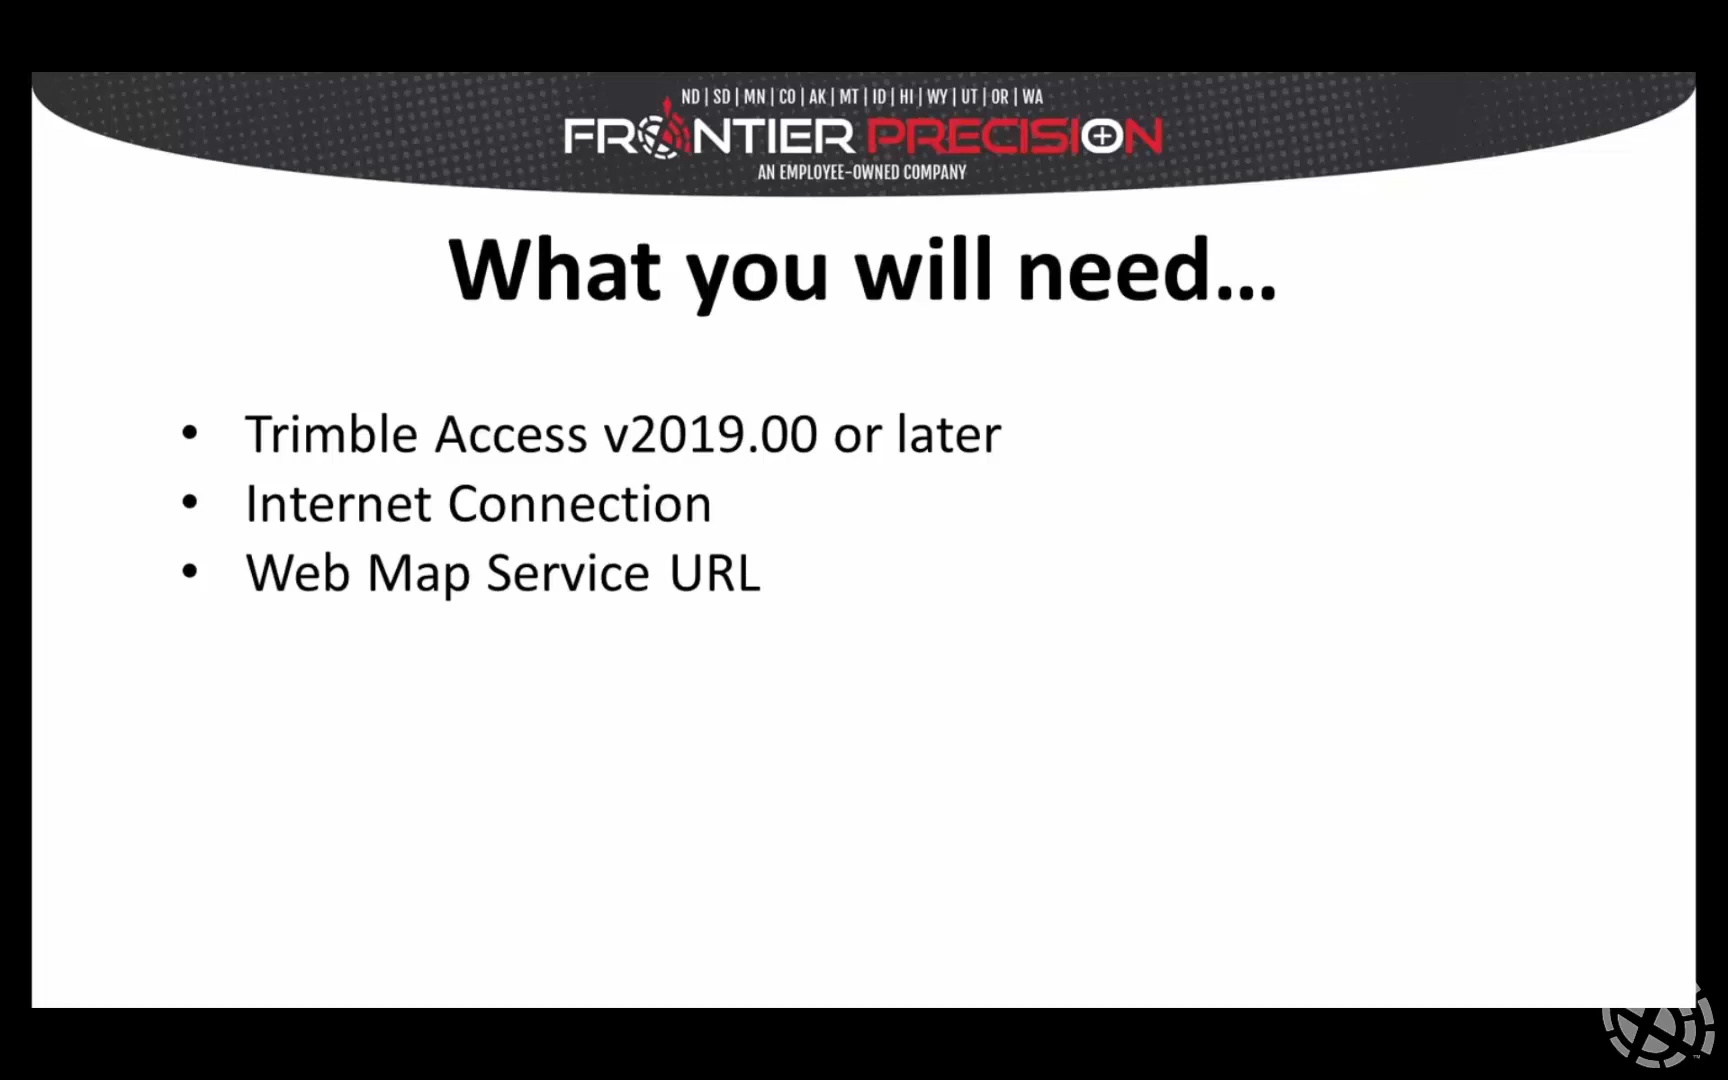 ND | SD | MN | CO | AK | MT | ID | HI | WY | UT | OR | WA
FRONTIER PRECISION
AN EMPLOYEE-OWNED COMPANY
What you will need...
• Trimble Access v2019.00 or later
• Internet Connection
• Web Map Service URL
TM